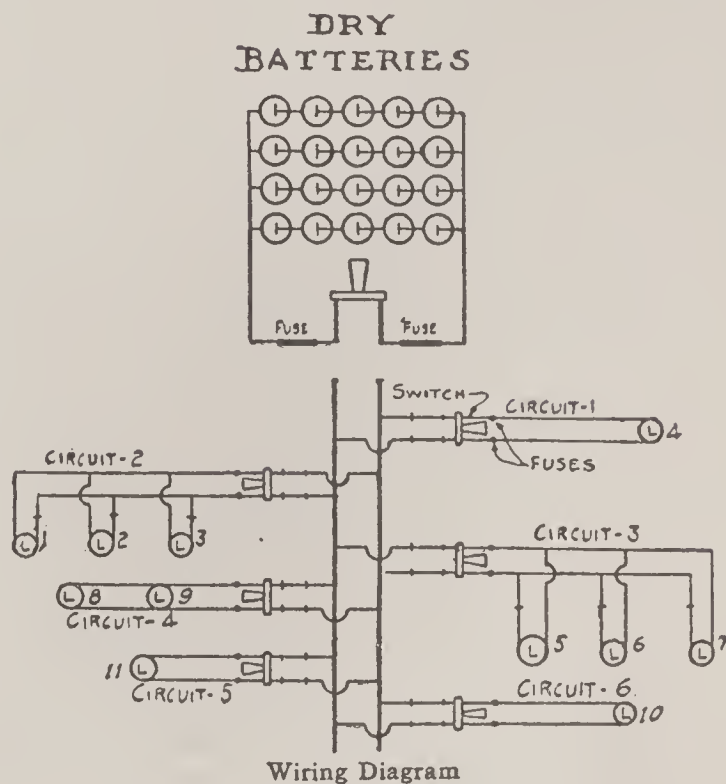 DRY
BATTERIES
FUSE FUSE
SWITCH
CIRCUIT-1
L 4
FUSES
CIRCUIT-2
L 1 L 2 L 3
CIRCUIT-3
L 5 L 6 L 7
L 8 L 9
CIRCUIT-4
11 L
CIRCUIT-5
CIRCUIT-6.
L 10
Wiring Diagram